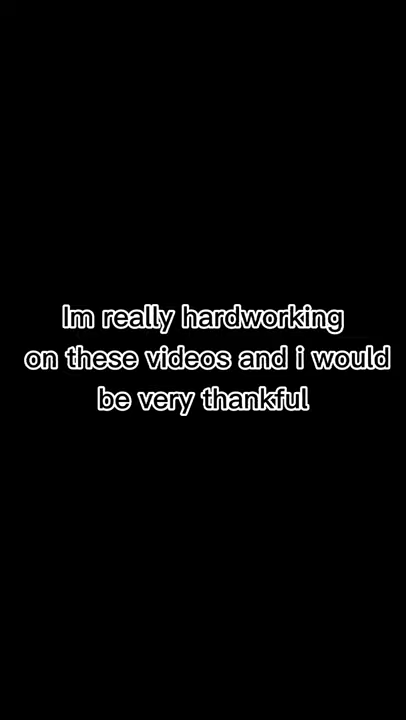 Im really hardworking
on these videos and i would
be very thankful